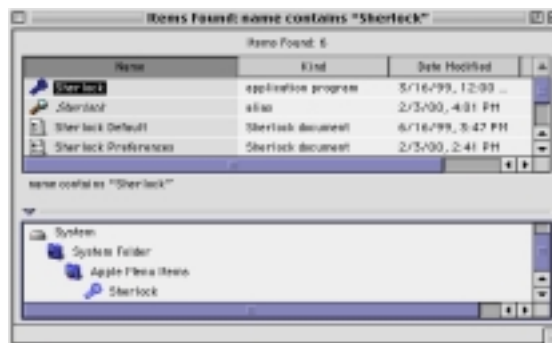 Items Found: name contains "Sherlock"
Items Found: 6
Name Kind Date Modified
Sherlock application program 3/16/99, 12:00 ...
Sherlock alias 2/3/00, 4:01 PM
Sherlock Default Sherlock document 6/16/99, 3:47 PM
Sherlock Preferences Sherlock document 2/3/00, 2:41 PM
name contains "Sherlock"
System
System Folder
Apple Menu Items
Sherlock